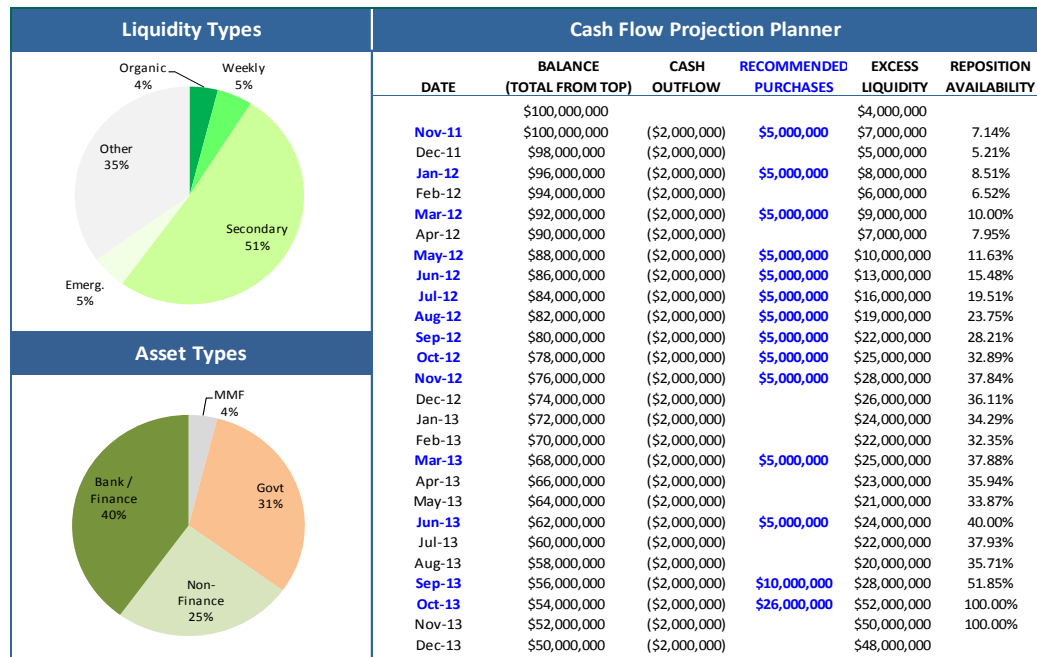 Liquidity Types
Organic
4%
Weekly
5%
Other
35%
Secondary
51%
Emerg.
5%
Asset Types
MMF
4%
Bank /
Finance
40%
Govt
31%
Non-
Finance
25%
Cash Flow Projection Planner
BALANCE CASH RECOMMENDED EXCESS REPOSITION
DATE (TOTAL FROM TOP) OUTFLOW PURCHASES LIQUIDITY AVAILABILITY
$100,000,000 $4,000,000
Nov-11 $100,000,000 ($2,000,000) $5,000,000 $7,000,000 7.14%
Dec-11 $98,000,000 ($2,000,000) $5,000,000 5.21%
Jan-12 $96,000,000 ($2,000,000) $5,000,000 $8,000,000 8.51%
Feb-12 $94,000,000 ($2,000,000) $6,000,000 6.52%
Mar-12 $92,000,000 ($2,000,000) $5,000,000 $9,000,000 10.00%
Apr-12 $90,000,000 ($2,000,000) $7,000,000 7.95%
May-12 $88,000,000 ($2,000,000) $5,000,000 $10,000,000 11.63%
Jun-12 $86,000,000 ($2,000,000) $5,000,000 $13,000,000 15.48%
Jul-12 $84,000,000 ($2,000,000) $5,000,000 $16,000,000 19.51%
Aug-12 $82,000,000 ($2,000,000) $5,000,000 $19,000,000 23.75%
Sep-12 $80,000,000 ($2,000,000) $5,000,000 $22,000,000 28.21%
Oct-12 $78,000,000 ($2,000,000) $5,000,000 $25,000,000 32.89%
Nov-12 $76,000,000 ($2,000,000) $5,000,000 $28,000,000 37.84%
Dec-12 $74,000,000 ($2,000,000) $26,000,000 36.11%
Jan-13 $72,000,000 ($2,000,000) $24,000,000 34.29%
Feb-13 $70,000,000 ($2,000,000) $22,000,000 32.35%
Mar-13 $68,000,000 ($2,000,000) $5,000,000 $25,000,000 37.88%
Apr-13 $66,000,000 ($2,000,000) $23,000,000 35.94%
May-13 $64,000,000 ($2,000,000) $21,000,000 33.87%
Jun-13 $62,000,000 ($2,000,000) $5,000,000 $24,000,000 40.00%
Jul-13 $60,000,000 ($2,000,000) $22,000,000 37.93%
Aug-13 $58,000,000 ($2,000,000) $20,000,000 35.71%
Sep-13 $56,000,000 ($2,000,000) $10,000,000 $28,000,000 51.85%
Oct-13 $54,000,000 ($2,000,000) $26,000,000 $52,000,000 100.00%
Nov-13 $52,000,000 ($2,000,000) $50,000,000 100.00%
Dec-13 $50,000,000 ($2,000,000) $48,000,000